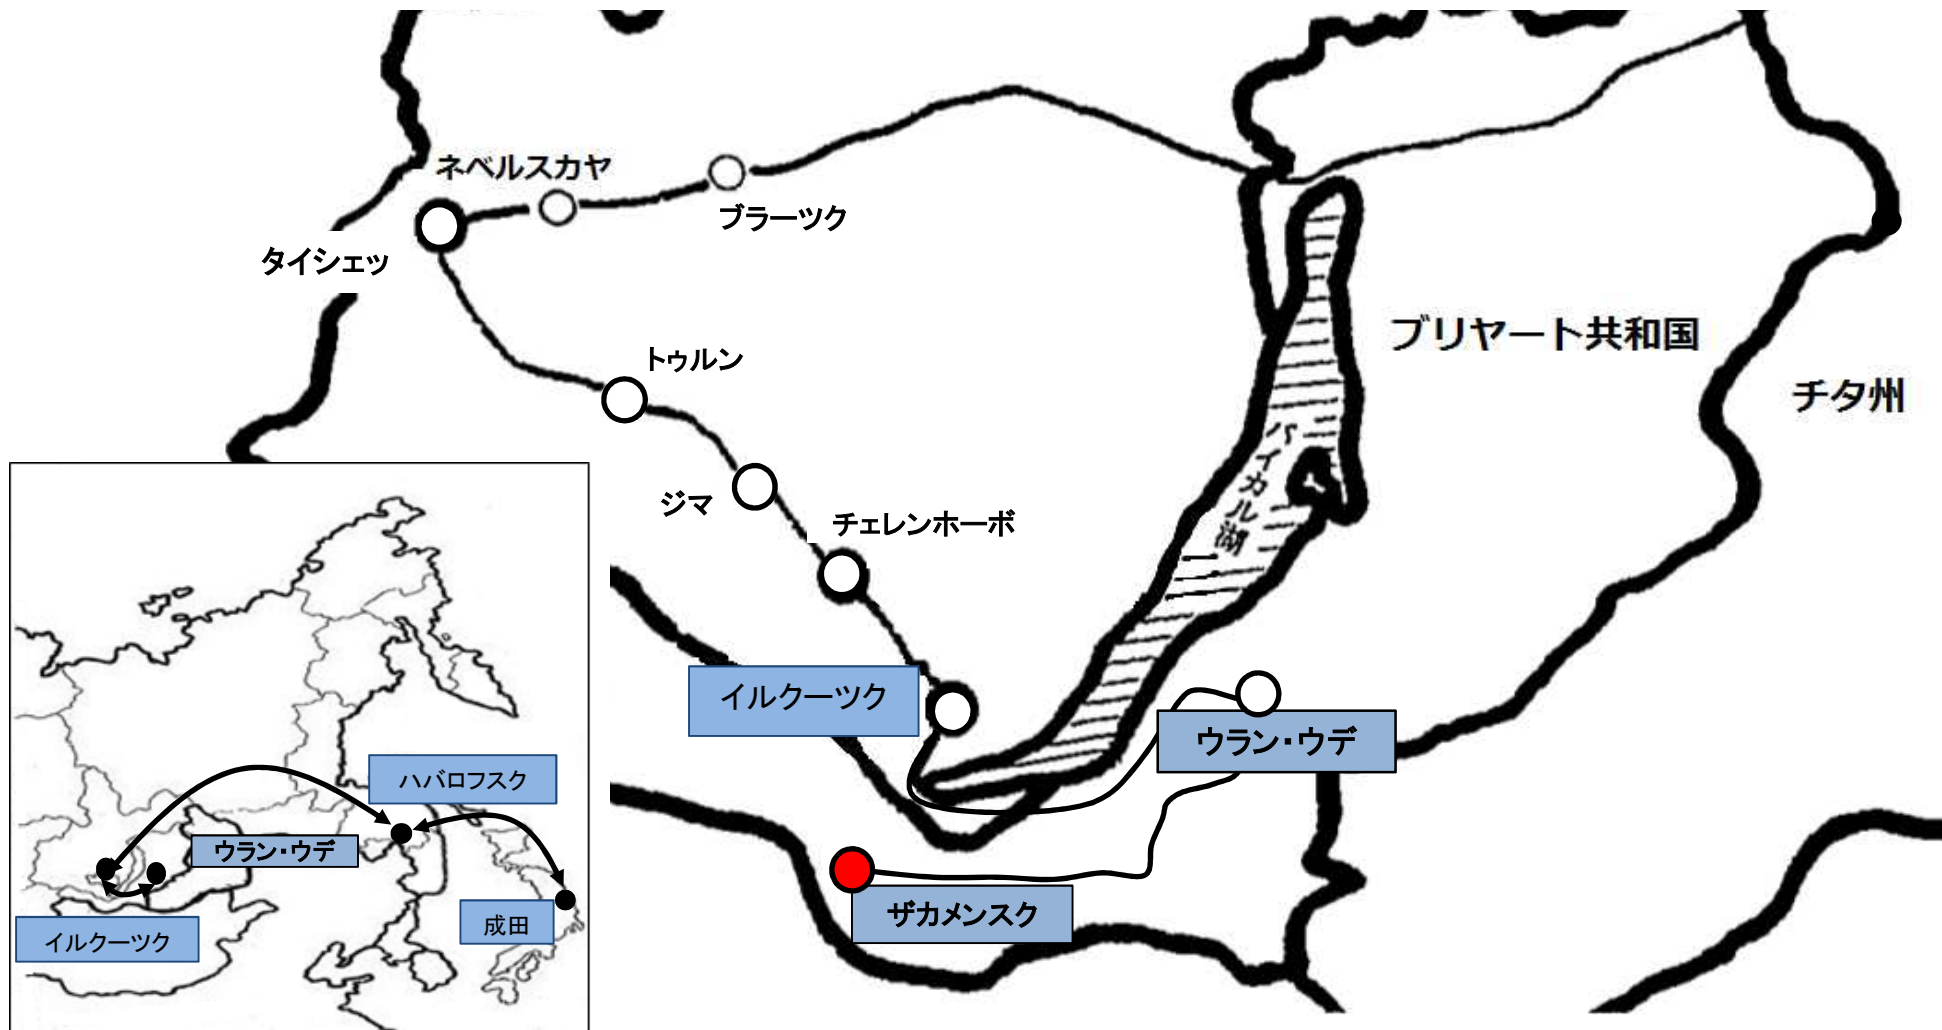 ネベルスカヤ
ブラーツク
タイシェッ
トゥルン
ジマ
チェレンホーボ
ブリヤート共和国
チタ州
バイカル湖
イルクーツク
ウラン・ウデ
ザカメンスク
ハバロフスク
ウラン・ウデ
イルクーツク
成田